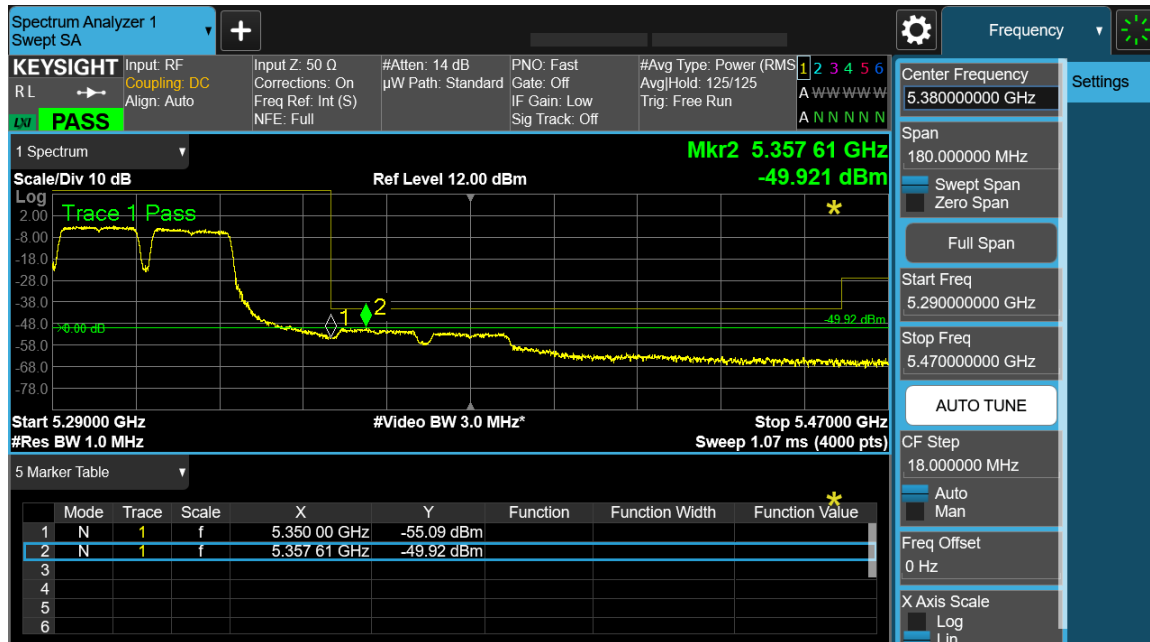 Spectrum Analyzer 1
Swept SA
+
Frequency
KEYSIGHT
R L
LXI PASS
Input: RF
Coupling: DC
Align: Auto
Input Z: 50 Ω
Corrections: On
Freq Ref: Int (S)
NFE: Full
#Atten: 14 dB
µW Path: Standard
PNO: Fast
Gate: Off
IF Gain: Low
Sig Track: Off
#Avg Type: Power (RMS
Avg|Hold: 125/125
Trig: Free Run
1 2 3 4 5 6
A W W W W W
A N N N N N
1 Spectrum
Mkr2 5.357 61 GHz
Scale/Div 10 dB
Ref Level 12.00 dBm
-49.921 dBm
Log
Trace 1 Pass
2.00
-8.00
-18.0
-28.0
-38.0
-48.0
-58.0
-68.0
-78.0
1
2
0.00 dB
-49.92 dBm
Start 5.29000 GHz
#Video BW 3.0 MHz*
Stop 5.47000 GHz
#Res BW 1.0 MHz
Sweep 1.07 ms (4000 pts)
5 Marker Table
Mode Trace Scale X Y Function Function Width Function Value
1 N 1 f 5.350 00 GHz -55.09 dBm
2 N 1 f 5.357 61 GHz -49.92 dBm
3
4
5
6
Center Frequency
5.380000000 GHz
Settings
Span
180.000000 MHz
Swept Span
Zero Span
Full Span
Start Freq
5.290000000 GHz
Stop Freq
5.470000000 GHz
AUTO TUNE
CF Step
18.000000 MHz
Auto
Man
Freq Offset
0 Hz
X Axis Scale
Log
Lin